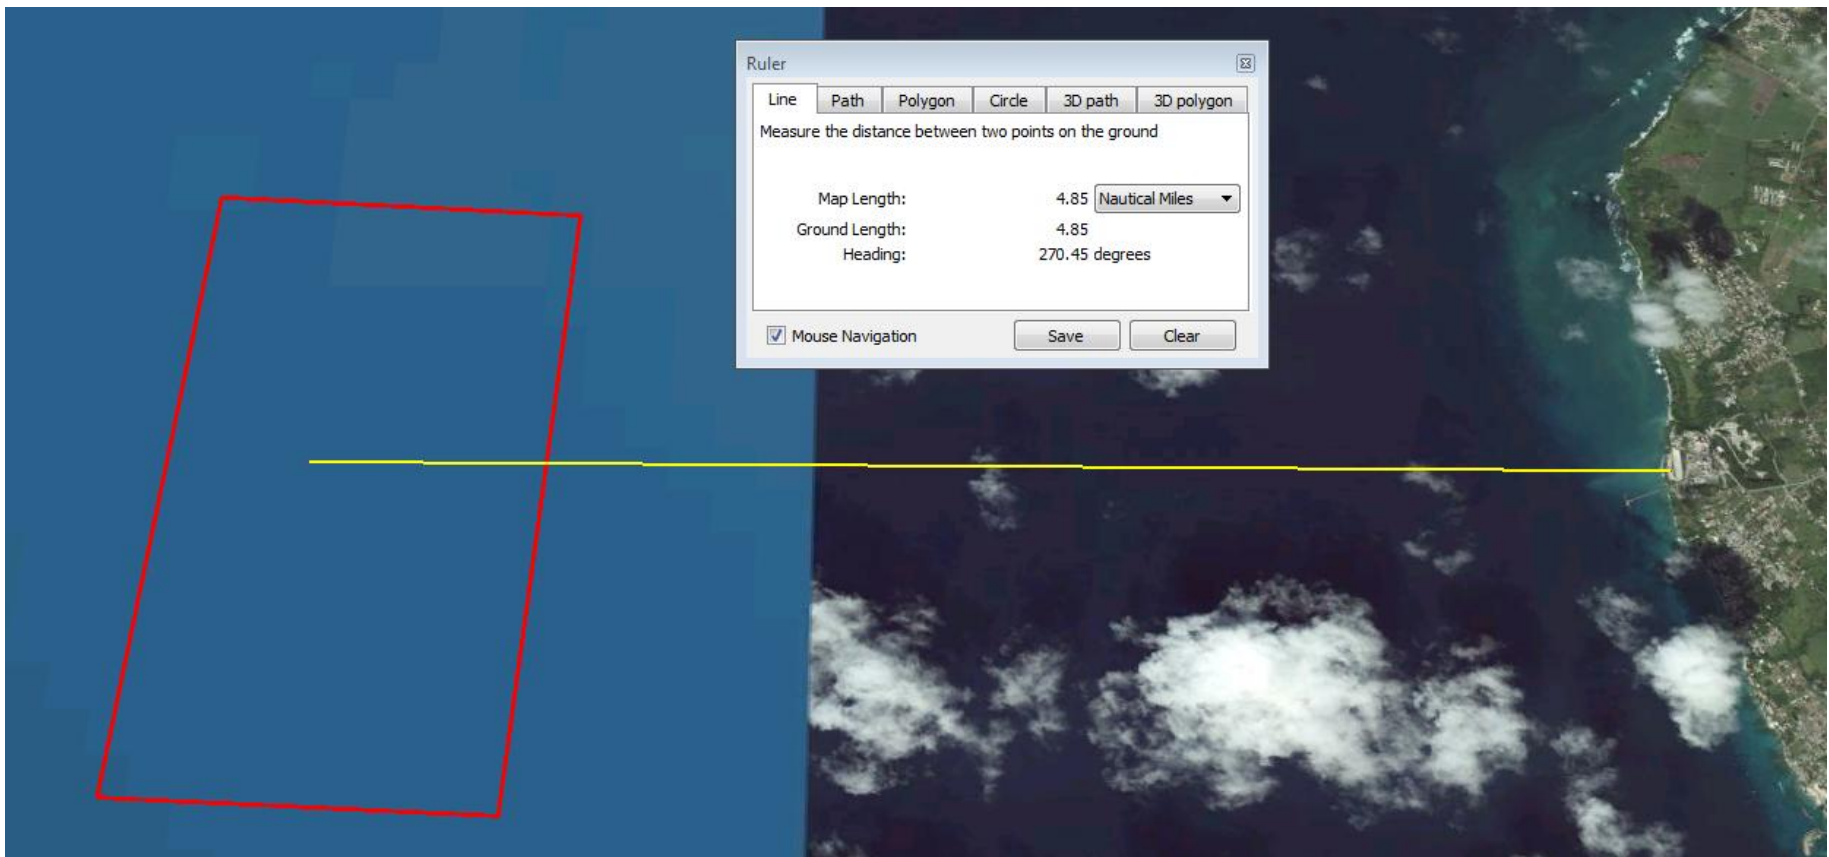 Ruler
Line Path Polygon Circle 3D path 3D polygon
Measure the distance between two points on the ground
Map Length: 4.85 Nautical Miles
Ground Length: 4.85
Heading: 270.45 degrees
Mouse Navigation Save Clear